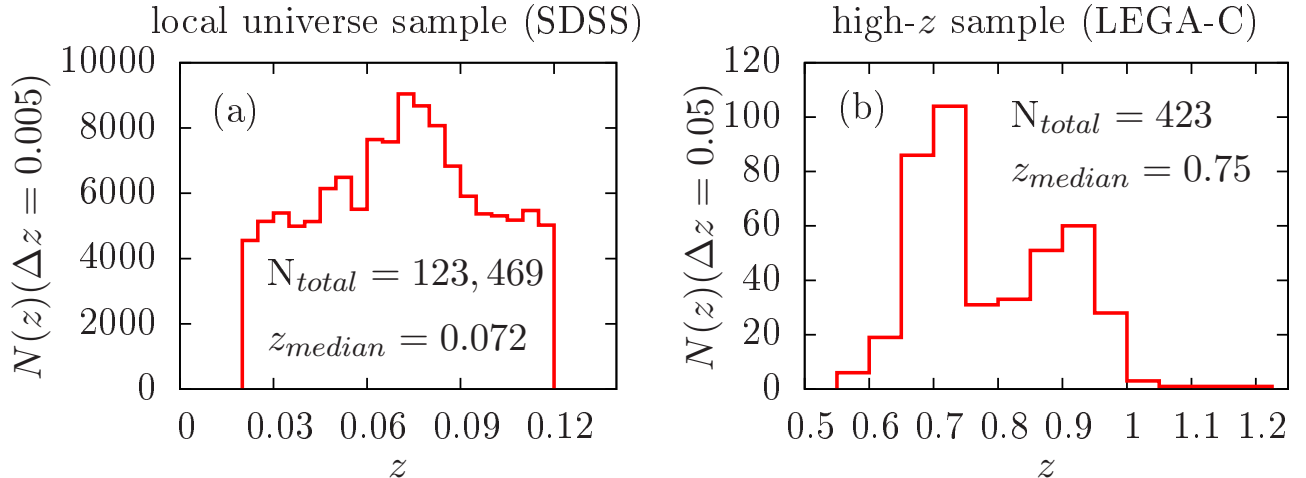 local universe sample (SDSS)
N(z)(Δz = 0.005)
10000
8000
6000
4000
2000
0
(a)
N_total = 123,469
z_median = 0.072
0 0.03 0.06 0.09 0.12
z
high-z sample (LEGA-C)
N(z)(Δz = 0.05)
120
100
80
60
40
20
0
(b)
N_total = 423
z_median = 0.75
0.5 0.6 0.7 0.8 0.9 1 1.1 1.2
z